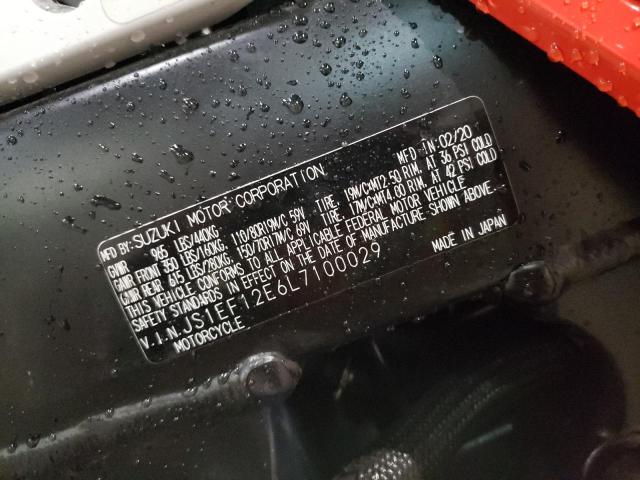 MFD BY:SUZUKI MOTOR CORPORATION MFD IN:02/20
GVWR 965 LBS/440KG
GAWR FRONT 350 LBS/160KG, 110/80R19M/C 59V TIRE, 19M/CxMT2.50 RIM, AT 36 PSI COLD
GAWR REAR 615 LBS/280KG, 150/70R17M/C 69V TIRE, 17M/CxMT4.00 RIM, AT 42 PSI COLD
THIS VEHICLE CONFORMS TO ALL APPLICABLE FEDERAL MOTOR VEHICLE
SAFETY STANDARDS IN EFFECT ON THE DATE OF MANUFACTURE SHOWN ABOVE.
V.I.N. JS1EF12E6L7100029
MOTORCYCLE MADE IN JAPAN